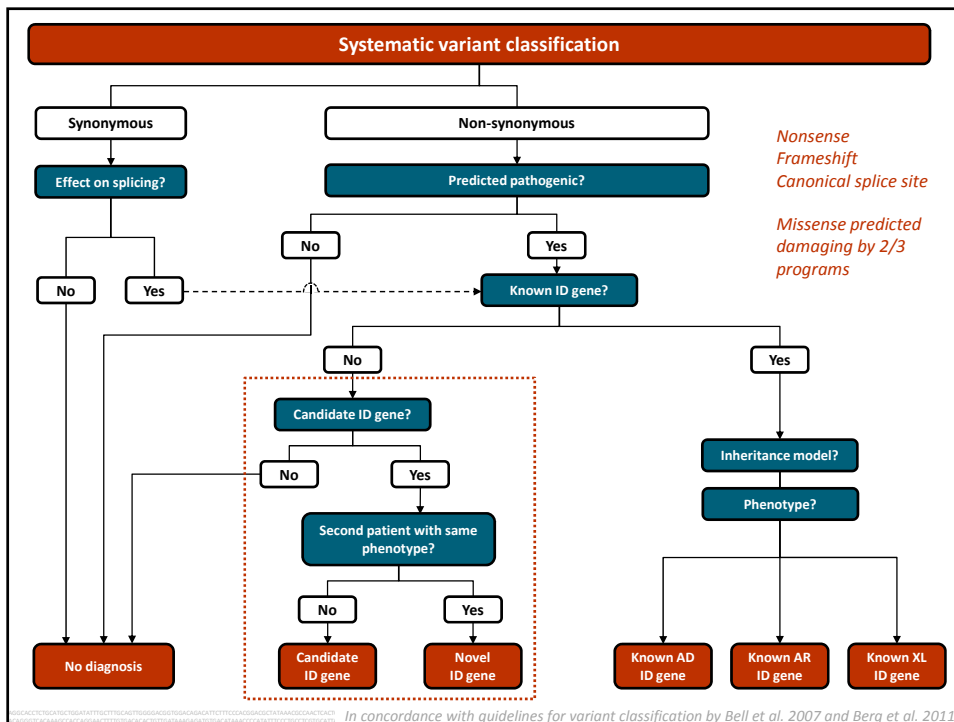 Systematic variant classification
Synonymous
Non-synonymous
Nonsense
Frameshift
Canonical splice site
Missense predicted
damaging by 2/3
programs
Effect on splicing?
Predicted pathogenic?
No
Yes
No
Yes
Known ID gene?
No
Yes
Candidate ID gene?
No
Yes
Inheritance model?
Phenotype?
Second patient with same
phenotype?
No
Yes
No diagnosis
Candidate
ID gene
Novel
ID gene
Known AD
ID gene
Known AR
ID gene
Known XL
ID gene
In concordance with guidelines for variant classification by Bell et al. 2007 and Berg et al. 2011